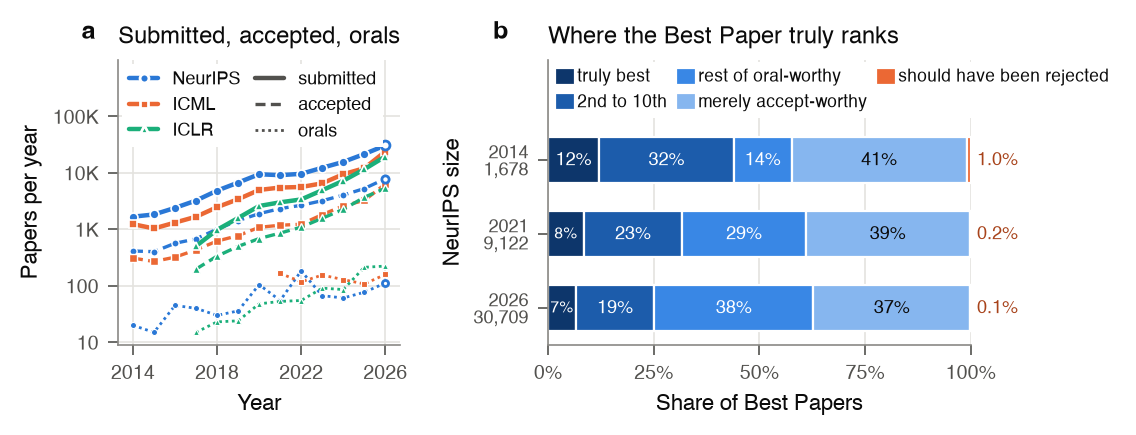 a Submitted, accepted, orals
NeurIPS
ICML
ICLR
submitted
accepted
orals
Papers per year
100K
10K
1K
100
10
2014 2018 2022 2026
Year
b Where the Best Paper truly ranks
truly best
rest of oral-worthy
should have been rejected
2nd to 10th
merely accept-worthy
NeurIPS size
2014
1,678
12% 32% 14% 41% 1.0%
2021
9,122
8% 23% 29% 39% 0.2%
2026
30,709
7% 19% 38% 37% 0.1%
0% 25% 50% 75% 100%
Share of Best Papers